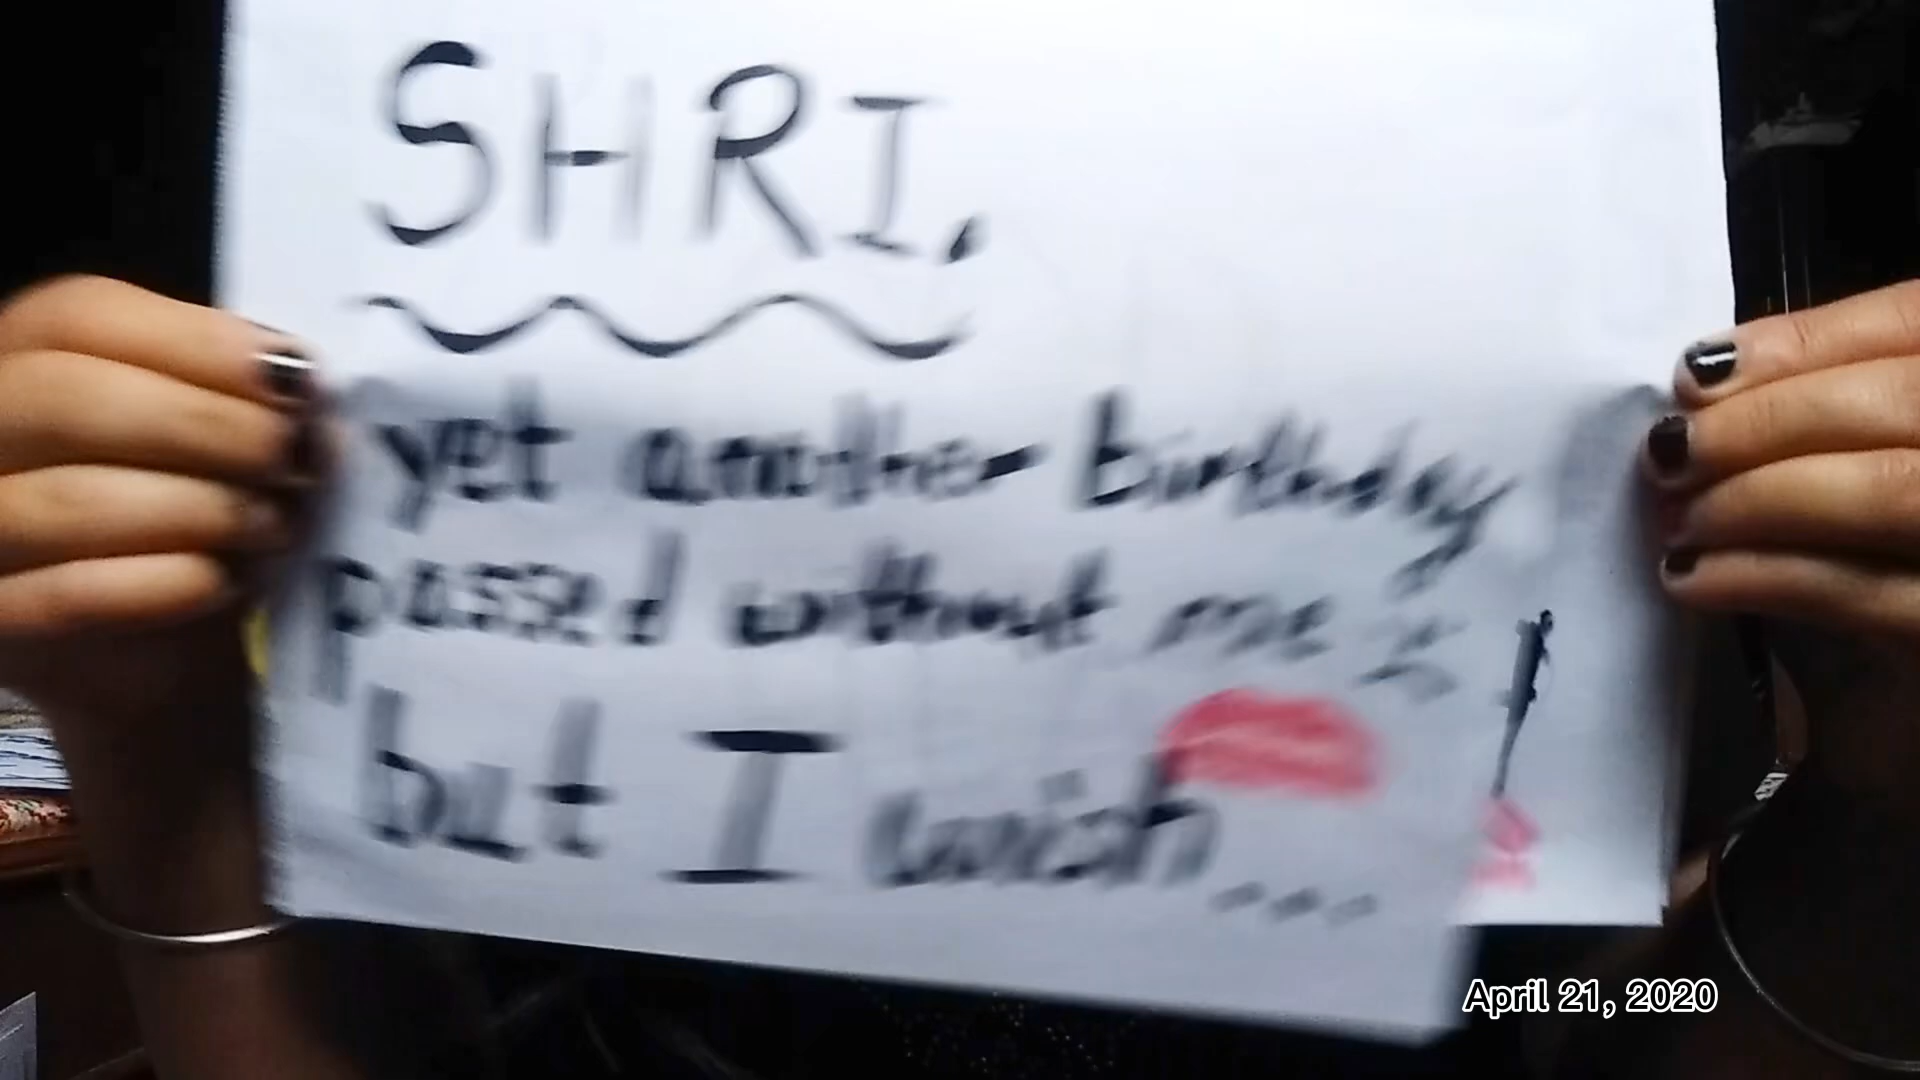 SHRI,
yet another birthday
passed without me :(
but I wish...
April 21, 2020